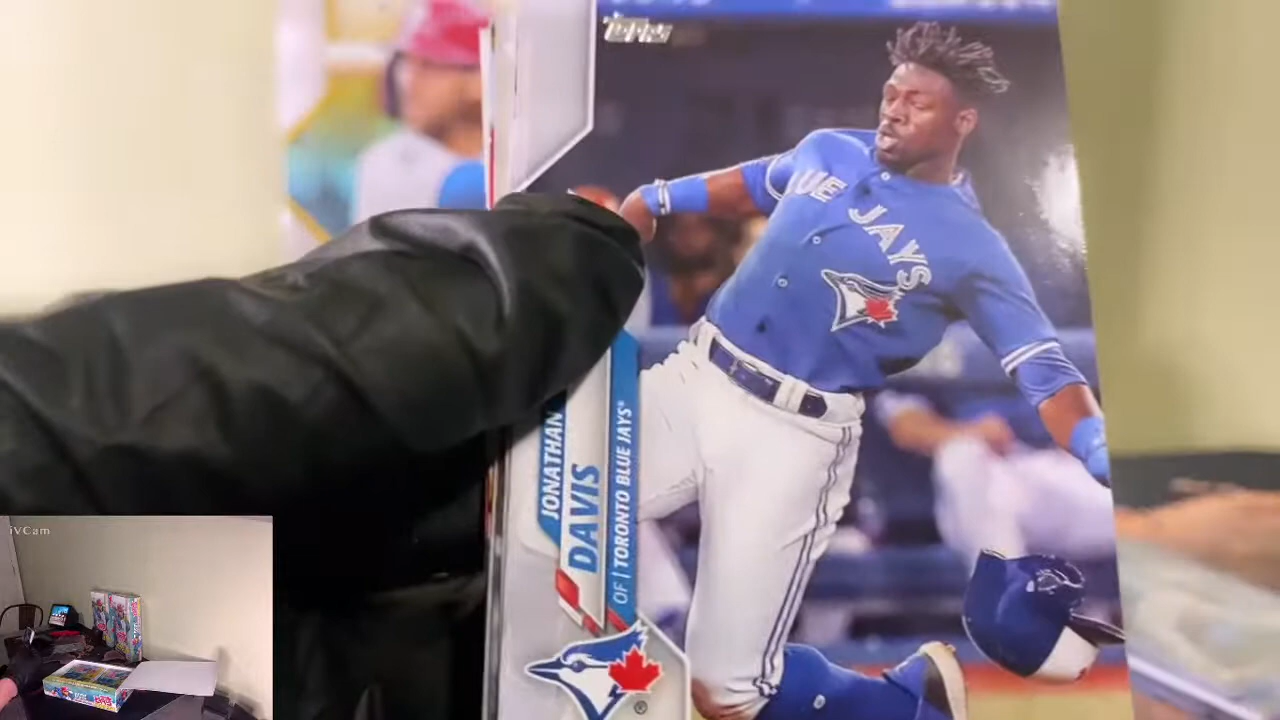 Topps
UE JAYS
JONATHAN
DAVIS
OF | TORONTO BLUE JAYS®
®
iVCam